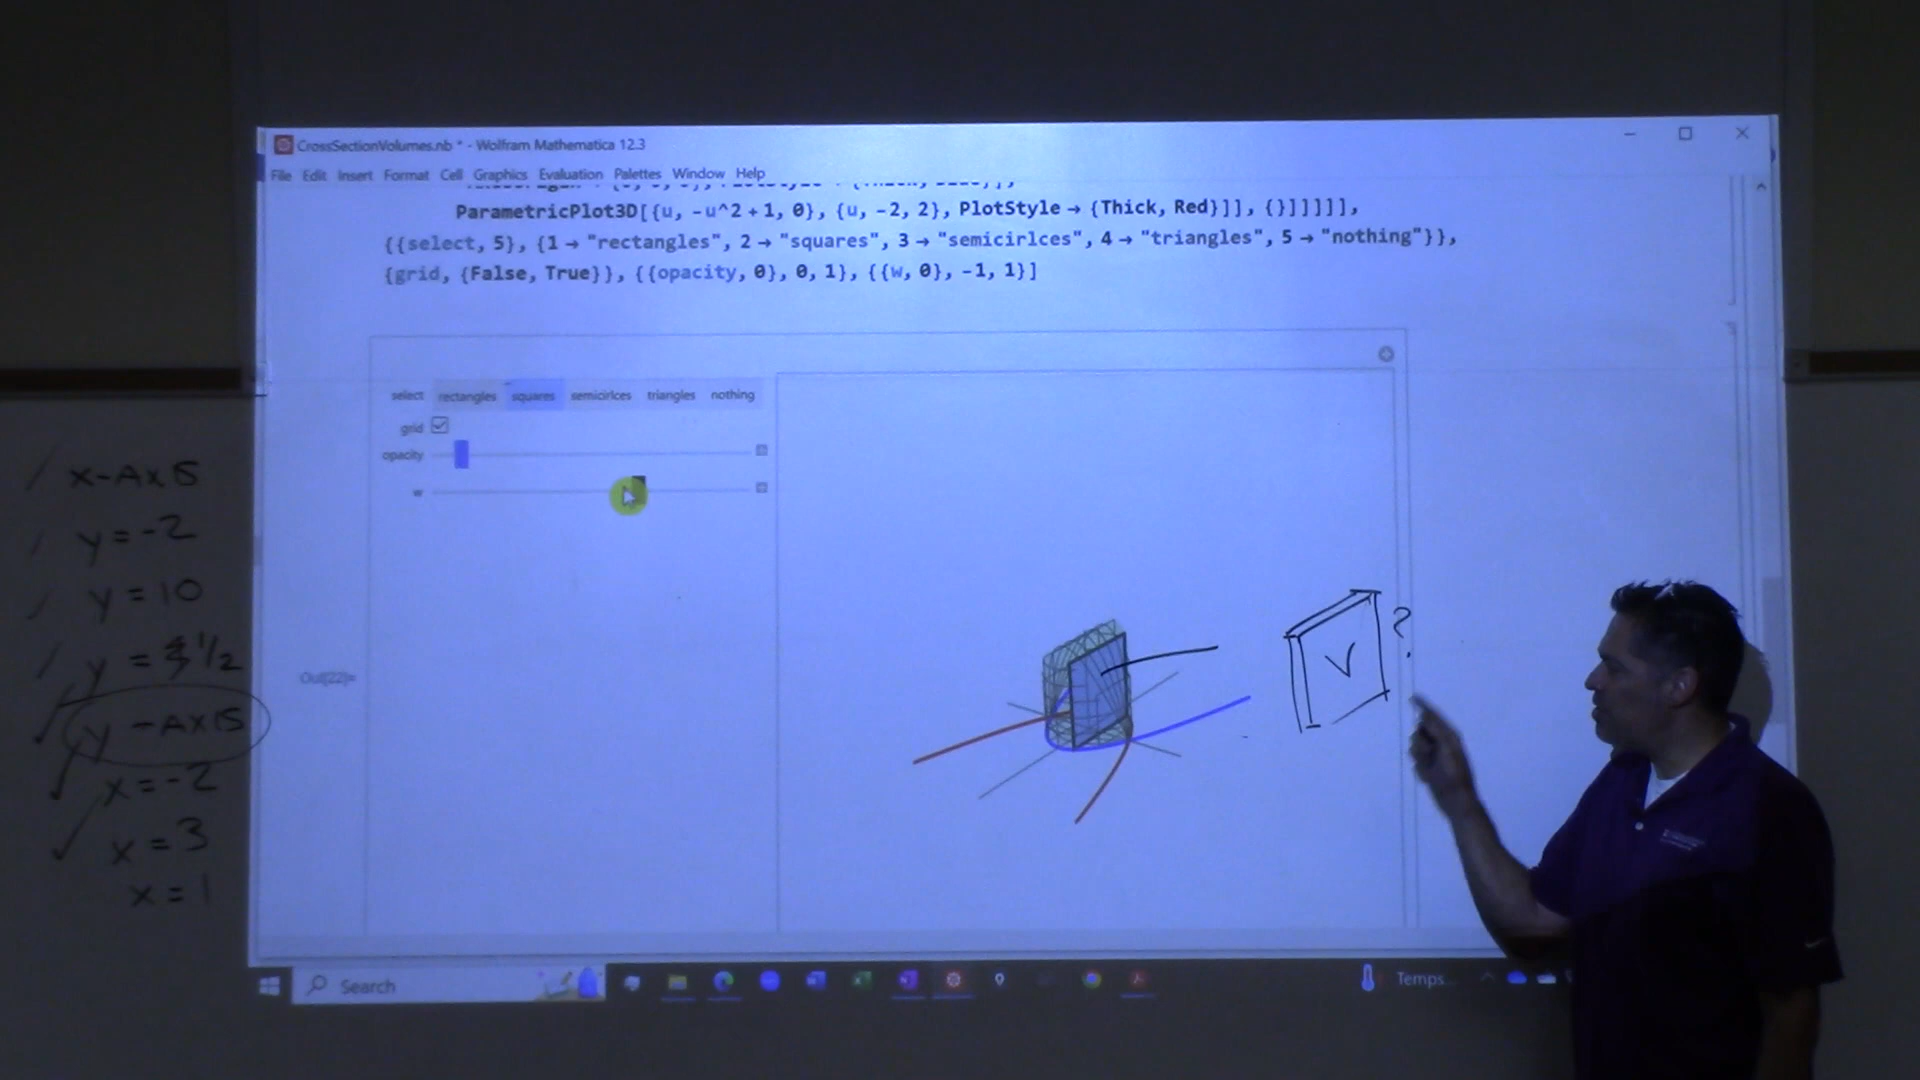 CrossSectionVolumes.nb * - Wolfram Mathematica 12.3
File Edit Insert Format Cell Graphics Evaluation Palettes Window Help
ParametricPlot3D[{u, -u^2 + 1, 0}, {u, -2, 2}, PlotStyle → {Thick, Red}]], {}]]]]],
{{select, 5}, {1 → "rectangles", 2 → "squares", 3 → "semicirlces", 4 → "triangles", 5 → "nothing"}},
{grid, {False, True}}, {{opacity, 0}, 0, 1}, {{w, 0}, -1, 1}]
select rectangles squares semicirlces triangles nothing
grid
opacity
w
Out[22]=
V ?
x-Axis
y = -2
y = 10
y = 1/2
y-Axis
x = -2
x = 3
x = 1
Search
Temps...